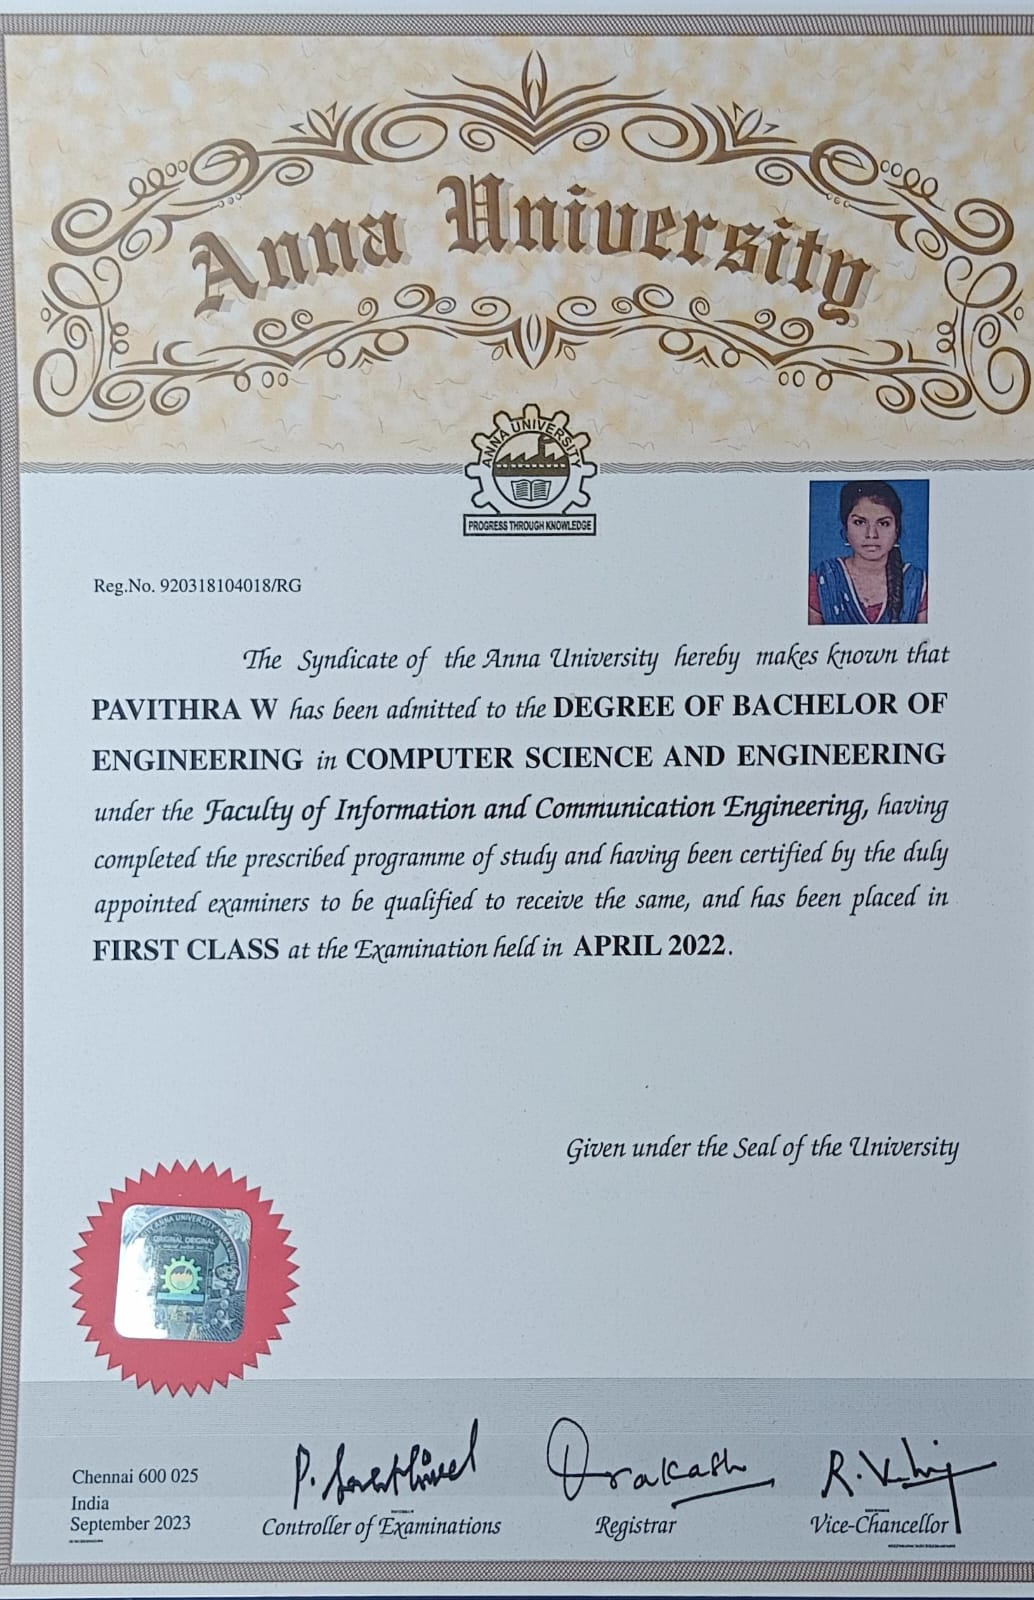 Anna University
ANNA UNIVERSITY
PROGRESS THROUGH KNOWLEDGE
Reg.No. 920318104018/RG
The Syndicate of the Anna University hereby makes known that
PAVITHRA W has been admitted to the DEGREE OF BACHELOR OF
ENGINEERING in COMPUTER SCIENCE AND ENGINEERING
under the Faculty of Information and Communication Engineering, having
completed the prescribed programme of study and having been certified by the duly
appointed examiners to be qualified to receive the same, and has been placed in
FIRST CLASS at the Examination held in APRIL 2022.
Given under the Seal of the University
ANNA UNIVERSITY ANNA
ORIGINAL ORIGINAL
Chennai 600 025
India
September 2023
Controller of Examinations
Registrar
Vice-Chancellor